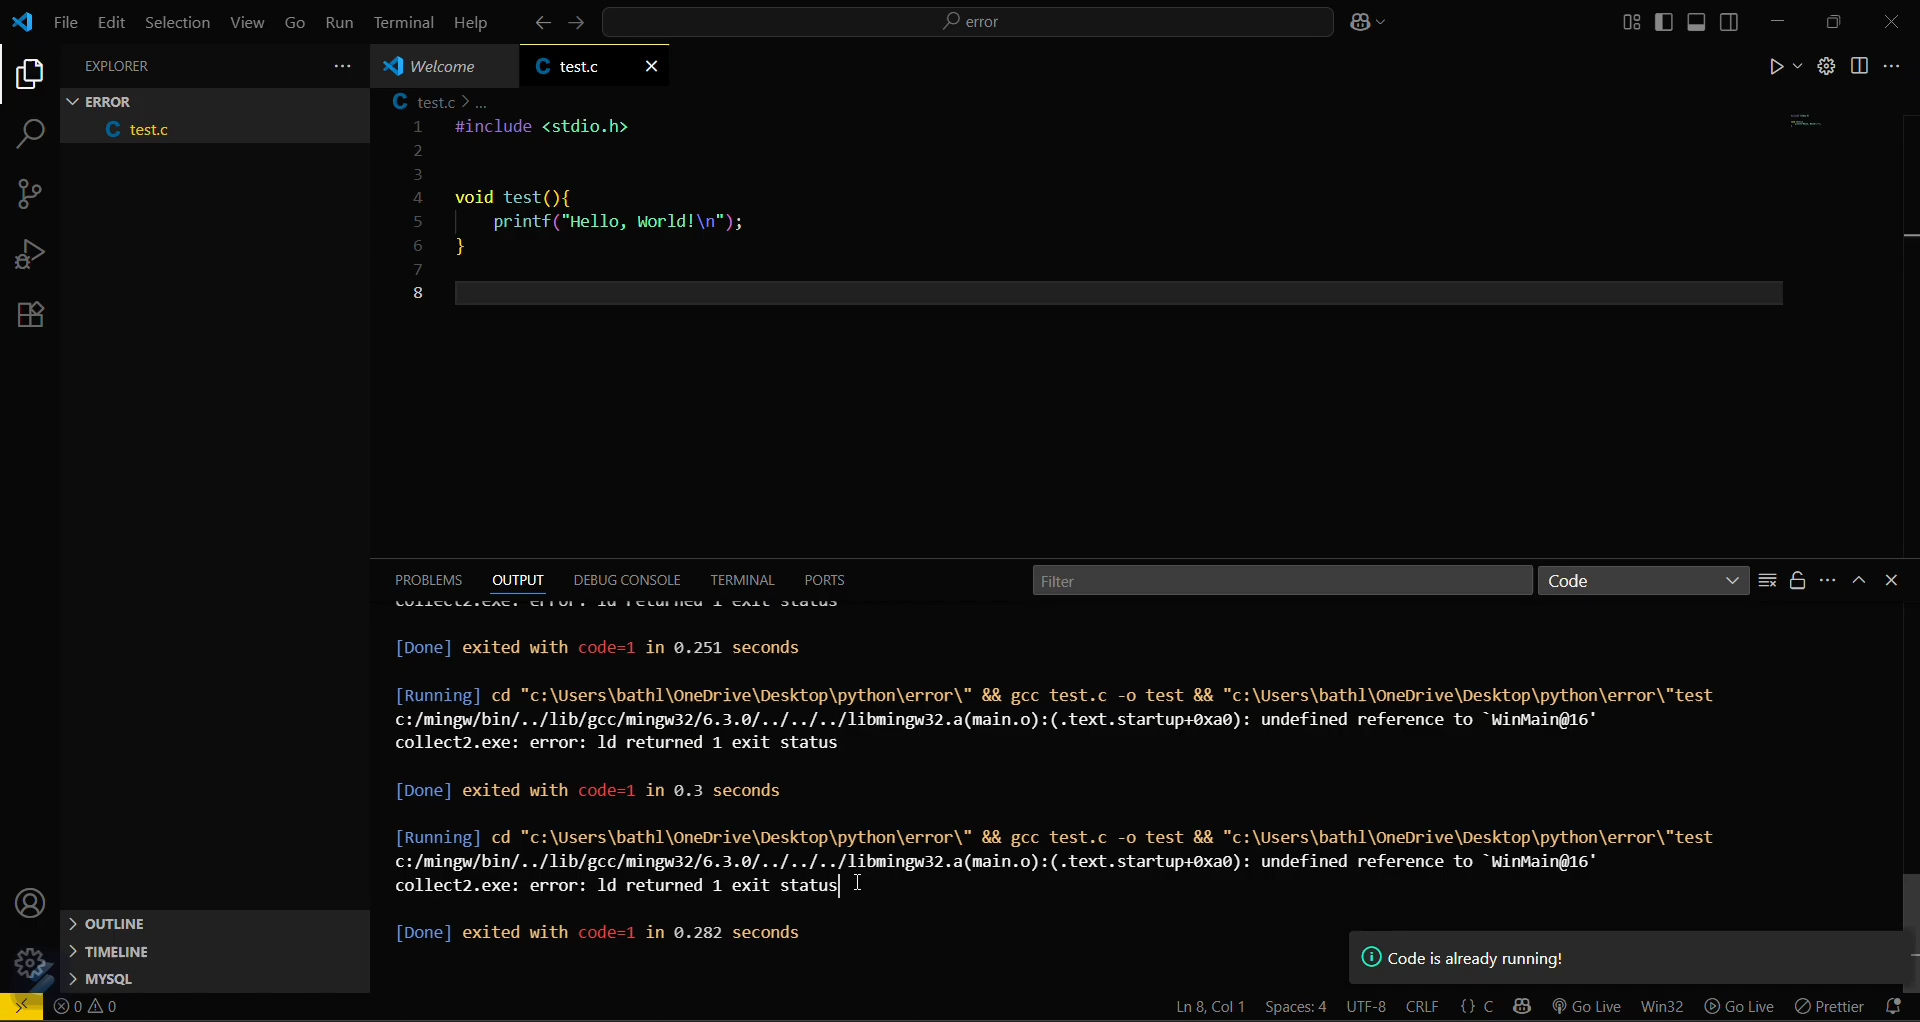 File Edit Selection View Go Run Terminal Help
error
EXPLORER
Welcome
test.c
ERROR
test.c
test.c > ...
1 #include <stdio.h>
2
3
4 void test(){
5 printf("Hello, World!\n");
6 }
7
8
PROBLEMS OUTPUT DEBUG CONSOLE TERMINAL PORTS
Filter
Code
collect2.exe: error: ld returned 1 exit status
[Done] exited with code=1 in 0.251 seconds
[Running] cd "c:\Users\bathl\OneDrive\Desktop\python\error\" && gcc test.c -o test && "c:\Users\bathl\OneDrive\Desktop\python\error\"test
c:/mingw/bin/../lib/gcc/mingw32/6.3.0/../../../libmingw32.a(main.o):(.text.startup+0xa0): undefined reference to `WinMain@16'
collect2.exe: error: ld returned 1 exit status
[Done] exited with code=1 in 0.3 seconds
[Running] cd "c:\Users\bathl\OneDrive\Desktop\python\error\" && gcc test.c -o test && "c:\Users\bathl\OneDrive\Desktop\python\error\"test
c:/mingw/bin/../lib/gcc/mingw32/6.3.0/../../../libmingw32.a(main.o):(.text.startup+0xa0): undefined reference to `WinMain@16'
collect2.exe: error: ld returned 1 exit status
[Done] exited with code=1 in 0.282 seconds
OUTLINE
TIMELINE
MYSQL
Code is already running!
0 0
Ln 8, Col 1 Spaces: 4 UTF-8 CRLF {} C Go Live Win32 Go Live Prettier